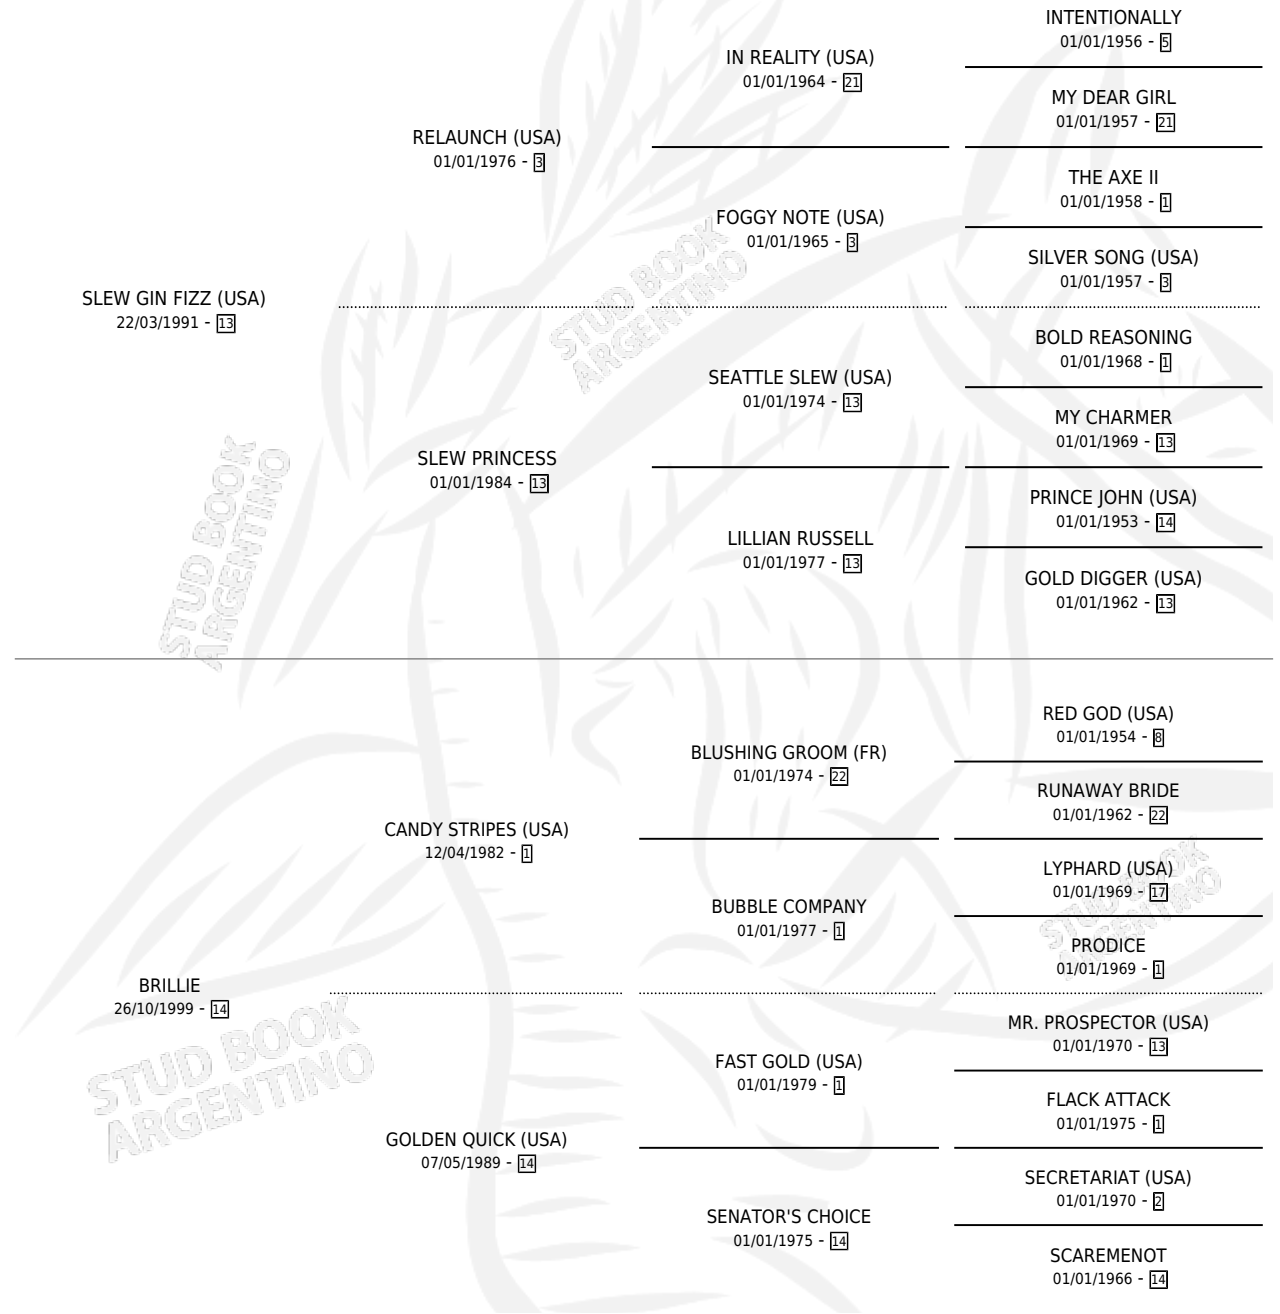 INTENTIONALLY
01/01/1956 - 5
IN REALITY (USA)
01/01/1964 - 21
MY DEAR GIRL
01/01/1957 - 21
RELAUNCH (USA)
01/01/1976 - 3
THE AXE II
01/01/1958 - 1
FOGGY NOTE (USA)
01/01/1965 - 3
SILVER SONG (USA)
01/01/1957 - 3
SLEW GIN FIZZ (USA)
22/03/1991 - 13
STUD BOOK
ARGENTINO
BOLD REASONING
01/01/1968 - 1
SEATTLE SLEW (USA)
01/01/1974 - 13
MY CHARMER
01/01/1969 - 13
SLEW PRINCESS
01/01/1984 - 13
PRINCE JOHN (USA)
01/01/1953 - 14
LILLIAN RUSSELL
01/01/1977 - 13
GOLD DIGGER (USA)
01/01/1962 - 13
STUD BOOK
ARGENTINO
RED GOD (USA)
01/01/1954 - 8
BLUSHING GROOM (FR)
01/01/1974 - 22
RUNAWAY BRIDE
01/01/1962 - 22
CANDY STRIPES (USA)
12/04/1982 - 1
LYPHARD (USA)
01/01/1969 - 17
BUBBLE COMPANY
01/01/1977 - 1
STUD BOOK
ARGENTINO
PRODICE
01/01/1969 - 1
BRILLIE
26/10/1999 - 14
MR. PROSPECTOR (USA)
01/01/1970 - 13
FAST GOLD (USA)
01/01/1979 - 1
STUD BOOK
ARGENTINO
FLACK ATTACK
01/01/1975 - 1
GOLDEN QUICK (USA)
07/05/1989 - 14
SECRETARIAT (USA)
01/01/1970 - 2
SENATOR'S CHOICE
01/01/1975 - 14
SCAREMENOT
01/01/1966 - 14